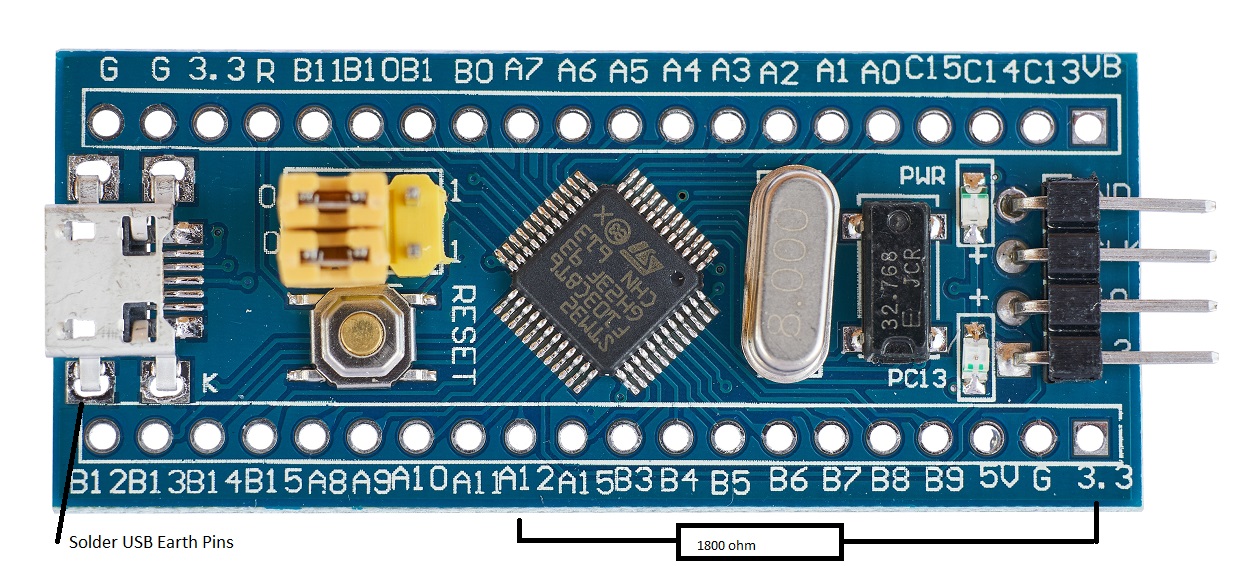 G G 3.3 R B11 B10 B1 B0 A7 A6 A5 A4 A3 A2 A1 A0 C15 C14 C13 VB
PWR
0 1
0 1
+
+
RESET
8.000
32.768
JCR
E
STM32
F103C8T6
X
K
PC13
B12 B13 B14 B15 A8 A9 A10 A11 A12 A15 B3 B4 B5 B6 B7 B8 B9 5V G 3.3
Solder USB Earth Pins
1800 ohm